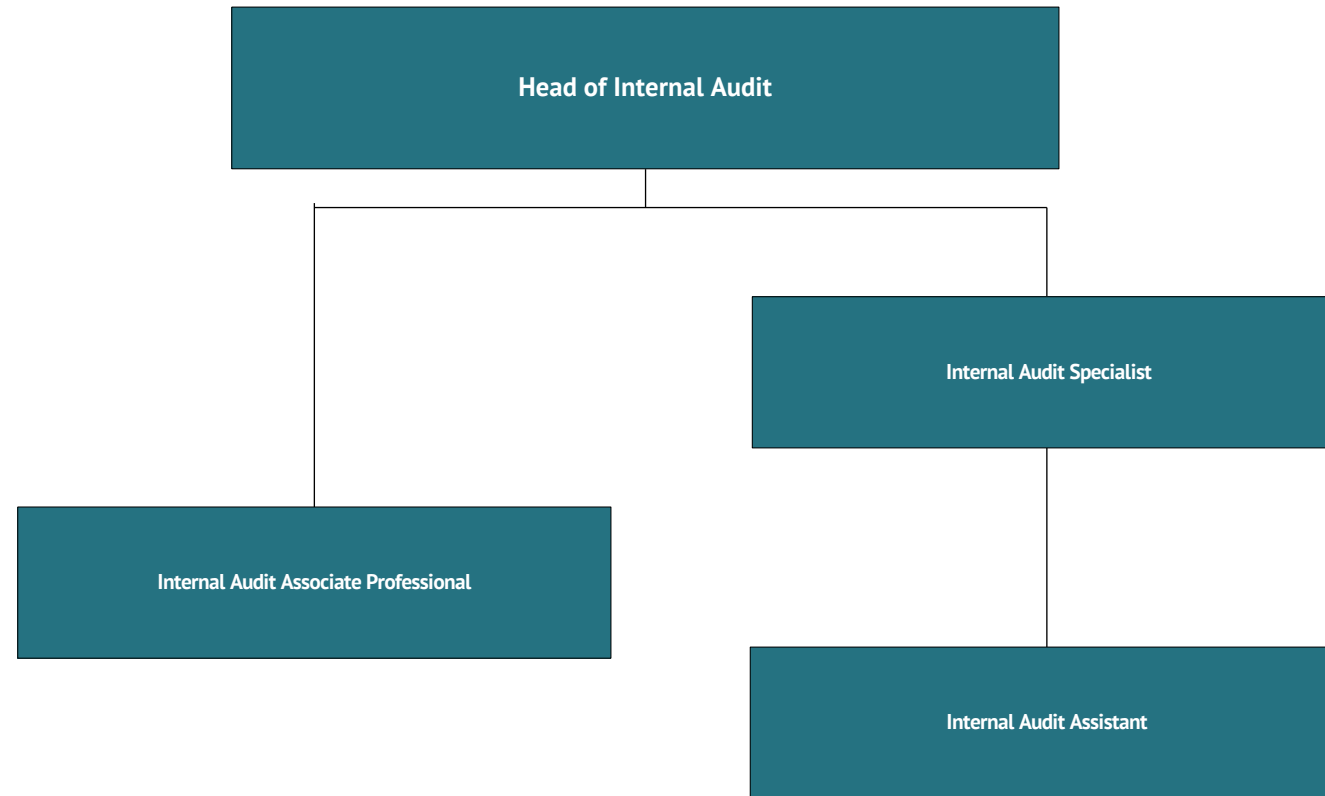 Head of Internal Audit
Internal Audit Specialist
Internal Audit Associate Professional
Internal Audit Assistant